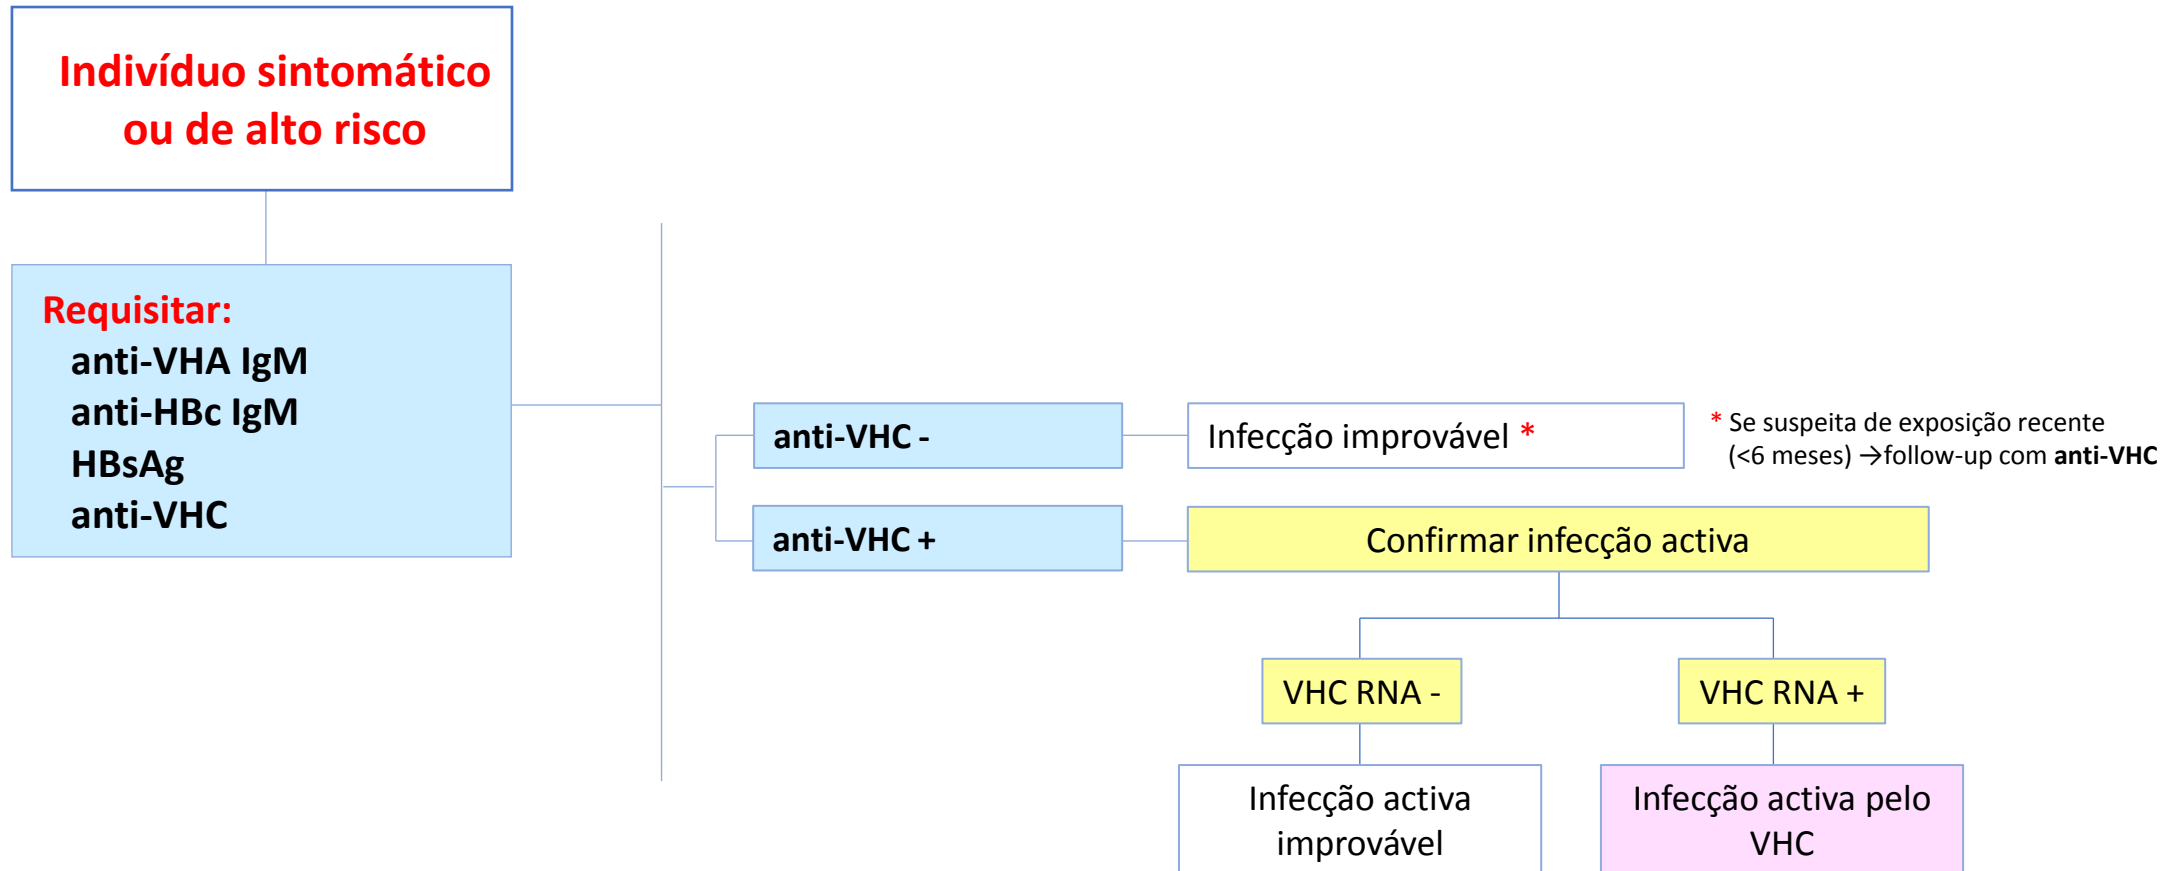 Indivíduo sintomático
ou de alto risco
Requisitar:
anti-VHA IgM
anti-HBc IgM
HBsAg
anti-VHC
anti-VHC -
Infecção improvável *
* Se suspeita de exposição recente
(<6 meses) →follow-up com anti-VHC
anti-VHC +
Confirmar infecção activa
VHC RNA -
VHC RNA +
Infecção activa
improvável
Infecção activa pelo
VHC